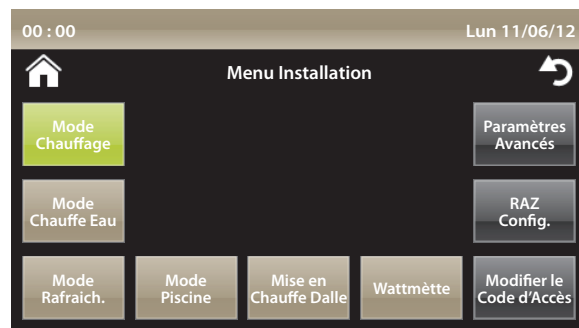 00 : 00
Lun 11/06/12
Menu Installation
Mode
Chauffage
Paramètres
Avancés
Mode
Chauffe Eau
RAZ
Config.
Mode
Rafraich.
Mode
Piscine
Mise en
Chauffe Dalle
Wattmètte
Modifier le
Code d'Accès